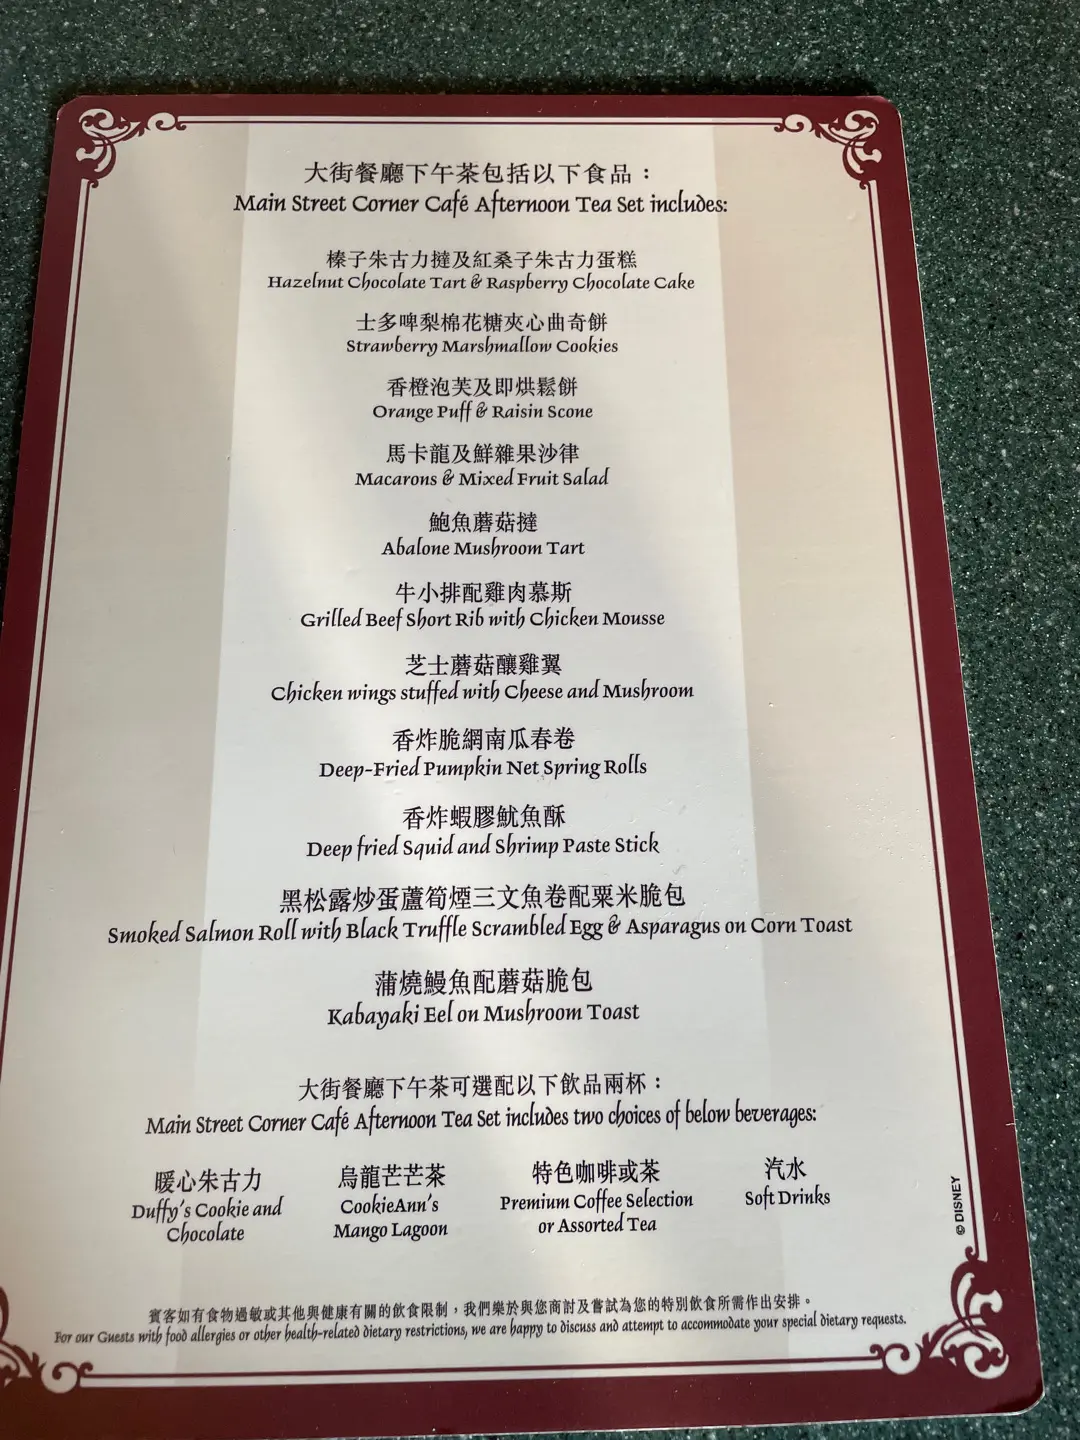 大街餐廳下午茶包括以下食品：
Main Street Corner Café Afternoon Tea Set includes:
榛子朱古力撻及紅桑子朱古力蛋糕
Hazelnut Chocolate Tart & Raspberry Chocolate Cake
士多啤梨棉花糖夾心曲奇餅
Strawberry Marshmallow Cookies
香橙泡芙及即烘鬆餅
Orange Puff & Raisin Scone
馬卡龍及鮮雜果沙律
Macarons & Mixed Fruit Salad
鮑魚蘑菇撻
Abalone Mushroom Tart
牛小排配雞肉慕斯
Grilled Beef Short Rib with Chicken Mousse
芝士蘑菇釀雞翼
Chicken wings stuffed with Cheese and Mushroom
香炸脆網南瓜春卷
Deep-Fried Pumpkin Net Spring Rolls
香炸蝦膠魷魚酥
Deep fried Squid and Shrimp Paste Stick
黑松露炒蛋蘆筍煙三文魚卷配粟米脆包
Smoked Salmon Roll with Black Truffle Scrambled Egg & Asparagus on Corn Toast
蒲燒鰻魚配蘑菇脆包
Kabayaki Eel on Mushroom Toast
大街餐廳下午茶可選配以下飲品兩杯：
Main Street Corner Café Afternoon Tea Set includes two choices of below beverages:
暖心朱古力
Duffy's Cookie and
Chocolate
烏龍芒芒茶
CookieAnn's
Mango Lagoon
特色咖啡或茶
Premium Coffee Selection
or Assorted Tea
汽水
Soft Drinks
© DISNEY
賓客如有食物過敏或其他與健康有關的飲食限制，我們樂於與您商討及嘗試為您的特別飲食所需作出安排。
For our Guests with food allergies or other health-related dietary restrictions, we are happy to discuss and attempt to accommodate your special dietary requests.